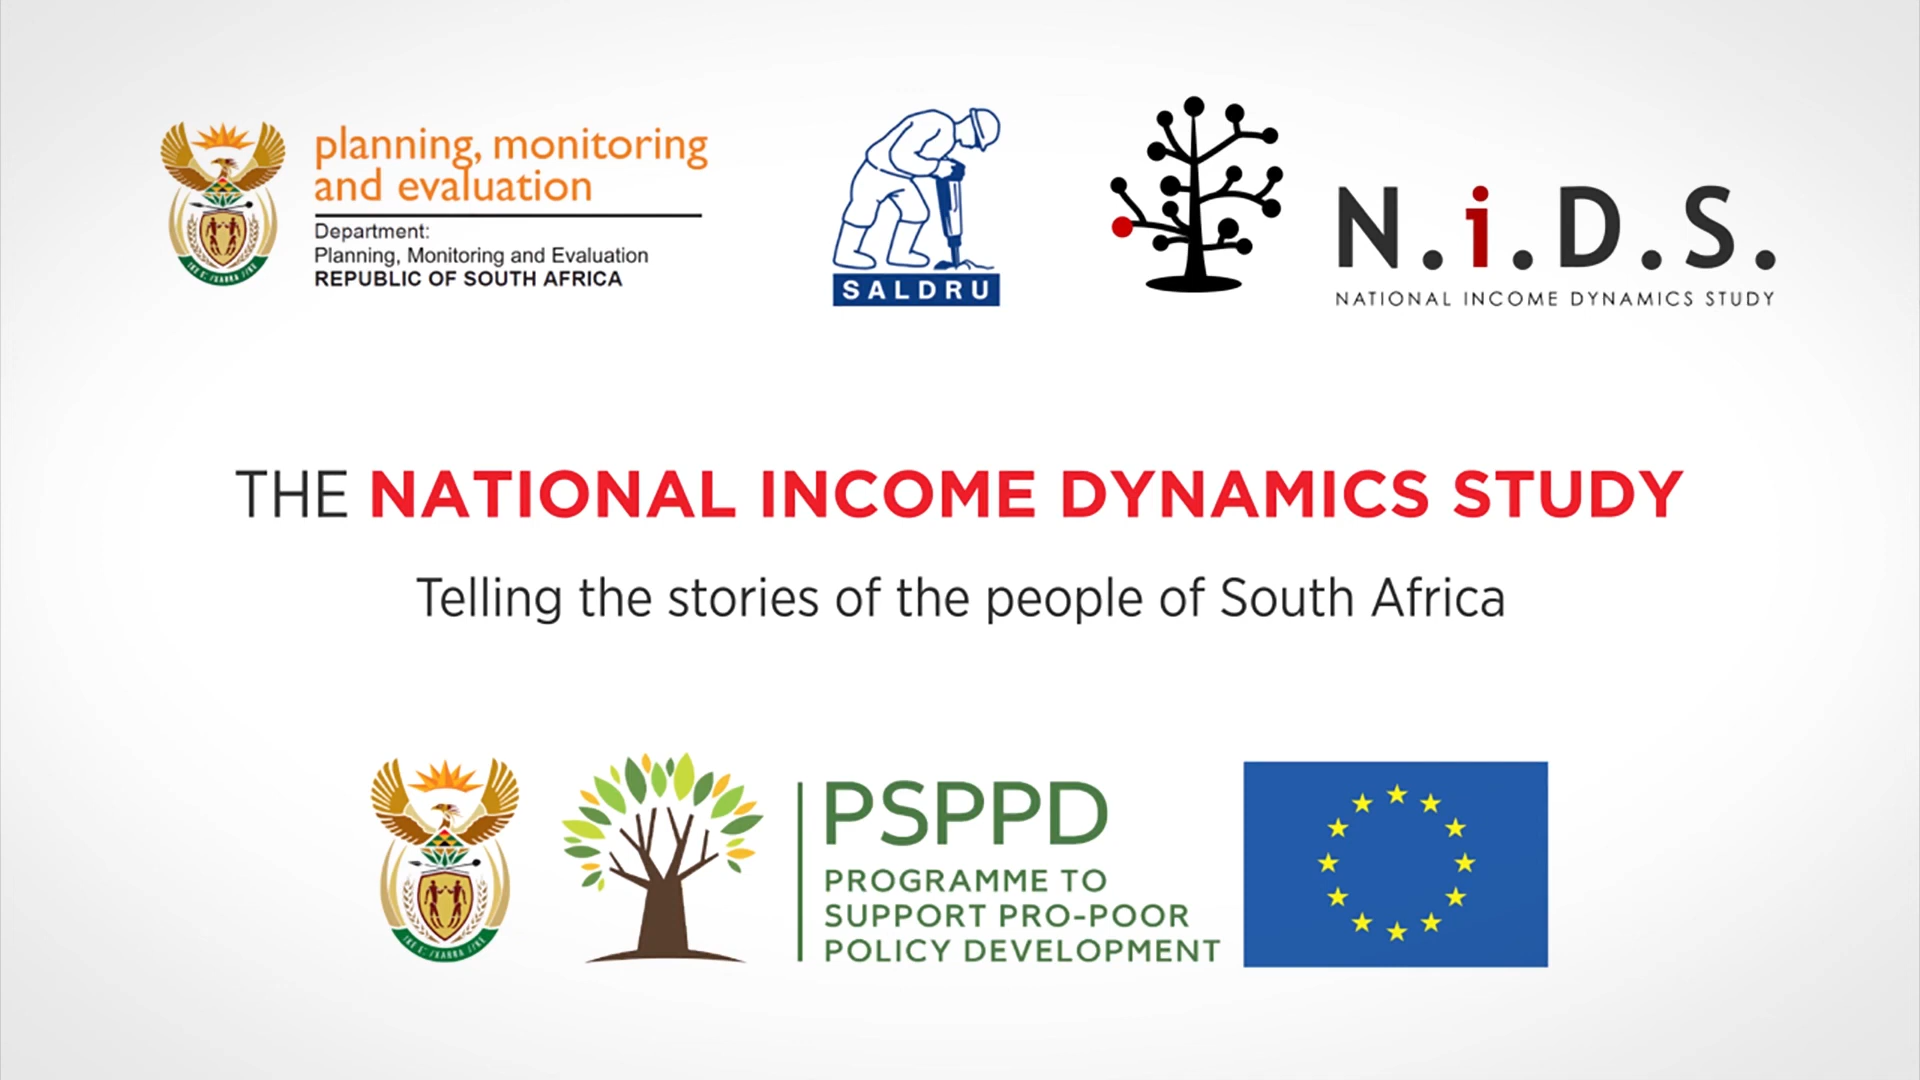 planning, monitoring
and evaluation
Department:
Planning, Monitoring and Evaluation
REPUBLIC OF SOUTH AFRICA
SALDRU
N.i.D.S.
NATIONAL INCOME DYNAMICS STUDY
THE NATIONAL INCOME DYNAMICS STUDY
Telling the stories of the people of South Africa
PSPPD
PROGRAMME TO
SUPPORT PRO-POOR
POLICY DEVELOPMENT